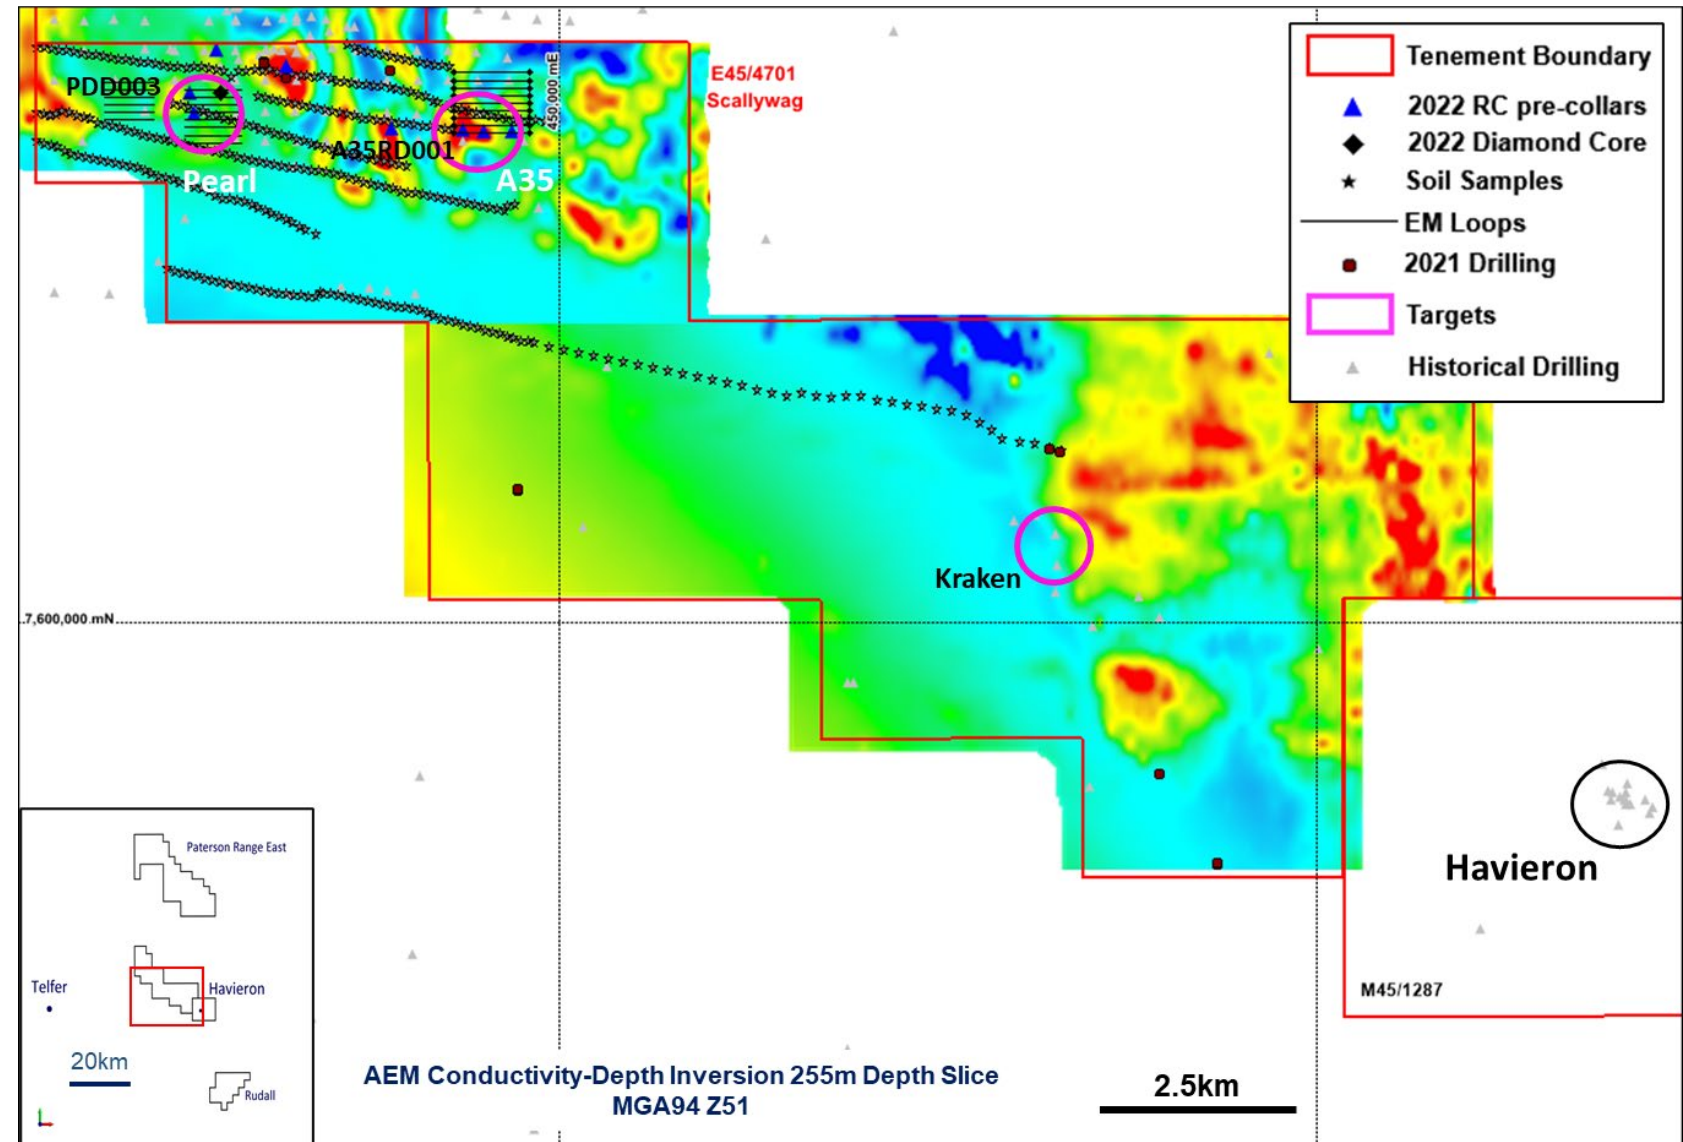 E45/4701
Scallywag
450,000 mE
PDD003
A35RD001
Pearl
A35
Tenement Boundary
2022 RC pre-collars
2022 Diamond Core
Soil Samples
EM Loops
2021 Drilling
Targets
Historical Drilling
Kraken
7,600,000 mN
Havieron
M45/1287
Paterson Range East
Telfer
Havieron
20km
Rudall
AEM Conductivity-Depth Inversion 255m Depth Slice
MGA94 Z51
2.5km